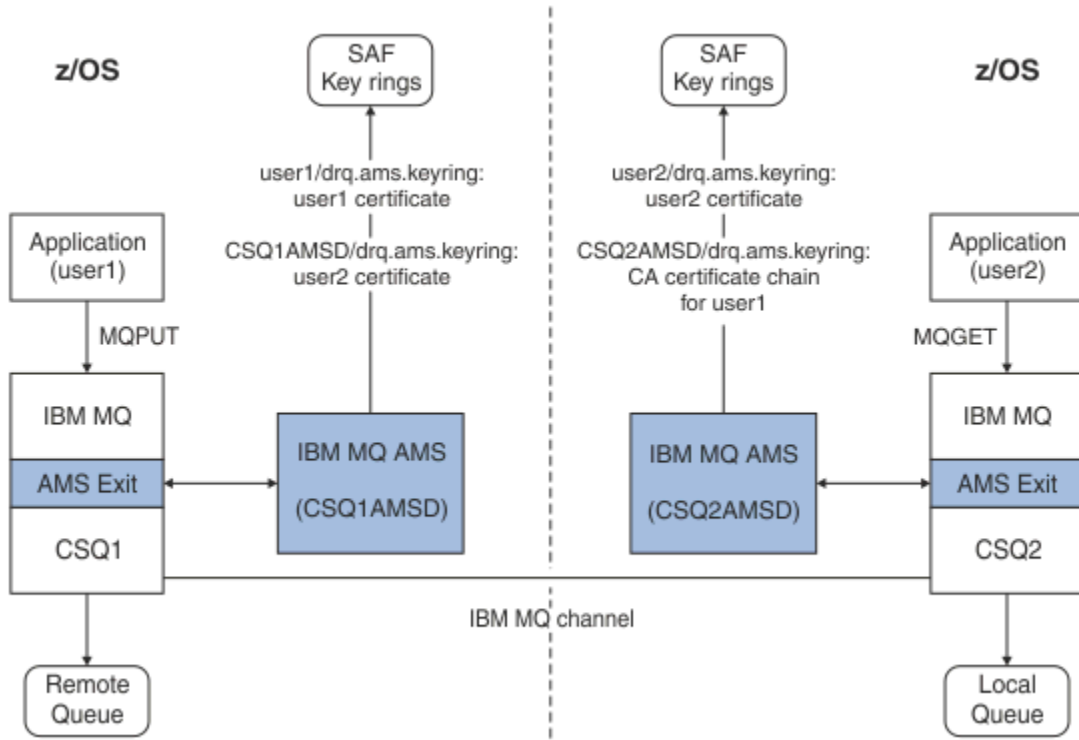 z/OS
SAF
Key rings
SAF
Key rings
z/OS
user1/drq.ams.keyring:
user1 certificate
user2/drq.ams.keyring:
user2 certificate
Application
(user1)
CSQ1AMSD/drq.ams.keyring:
user2 certificate
CSQ2AMSD/drq.ams.keyring:
CA certificate chain
for user1
Application
(user2)
MQPUT
MQGET
IBM MQ
AMS Exit
CSQ1
IBM MQ AMS
(CSQ1AMSD)
IBM MQ AMS
(CSQ2AMSD)
IBM MQ
AMS Exit
CSQ2
IBM MQ channel
Remote
Queue
Local
Queue